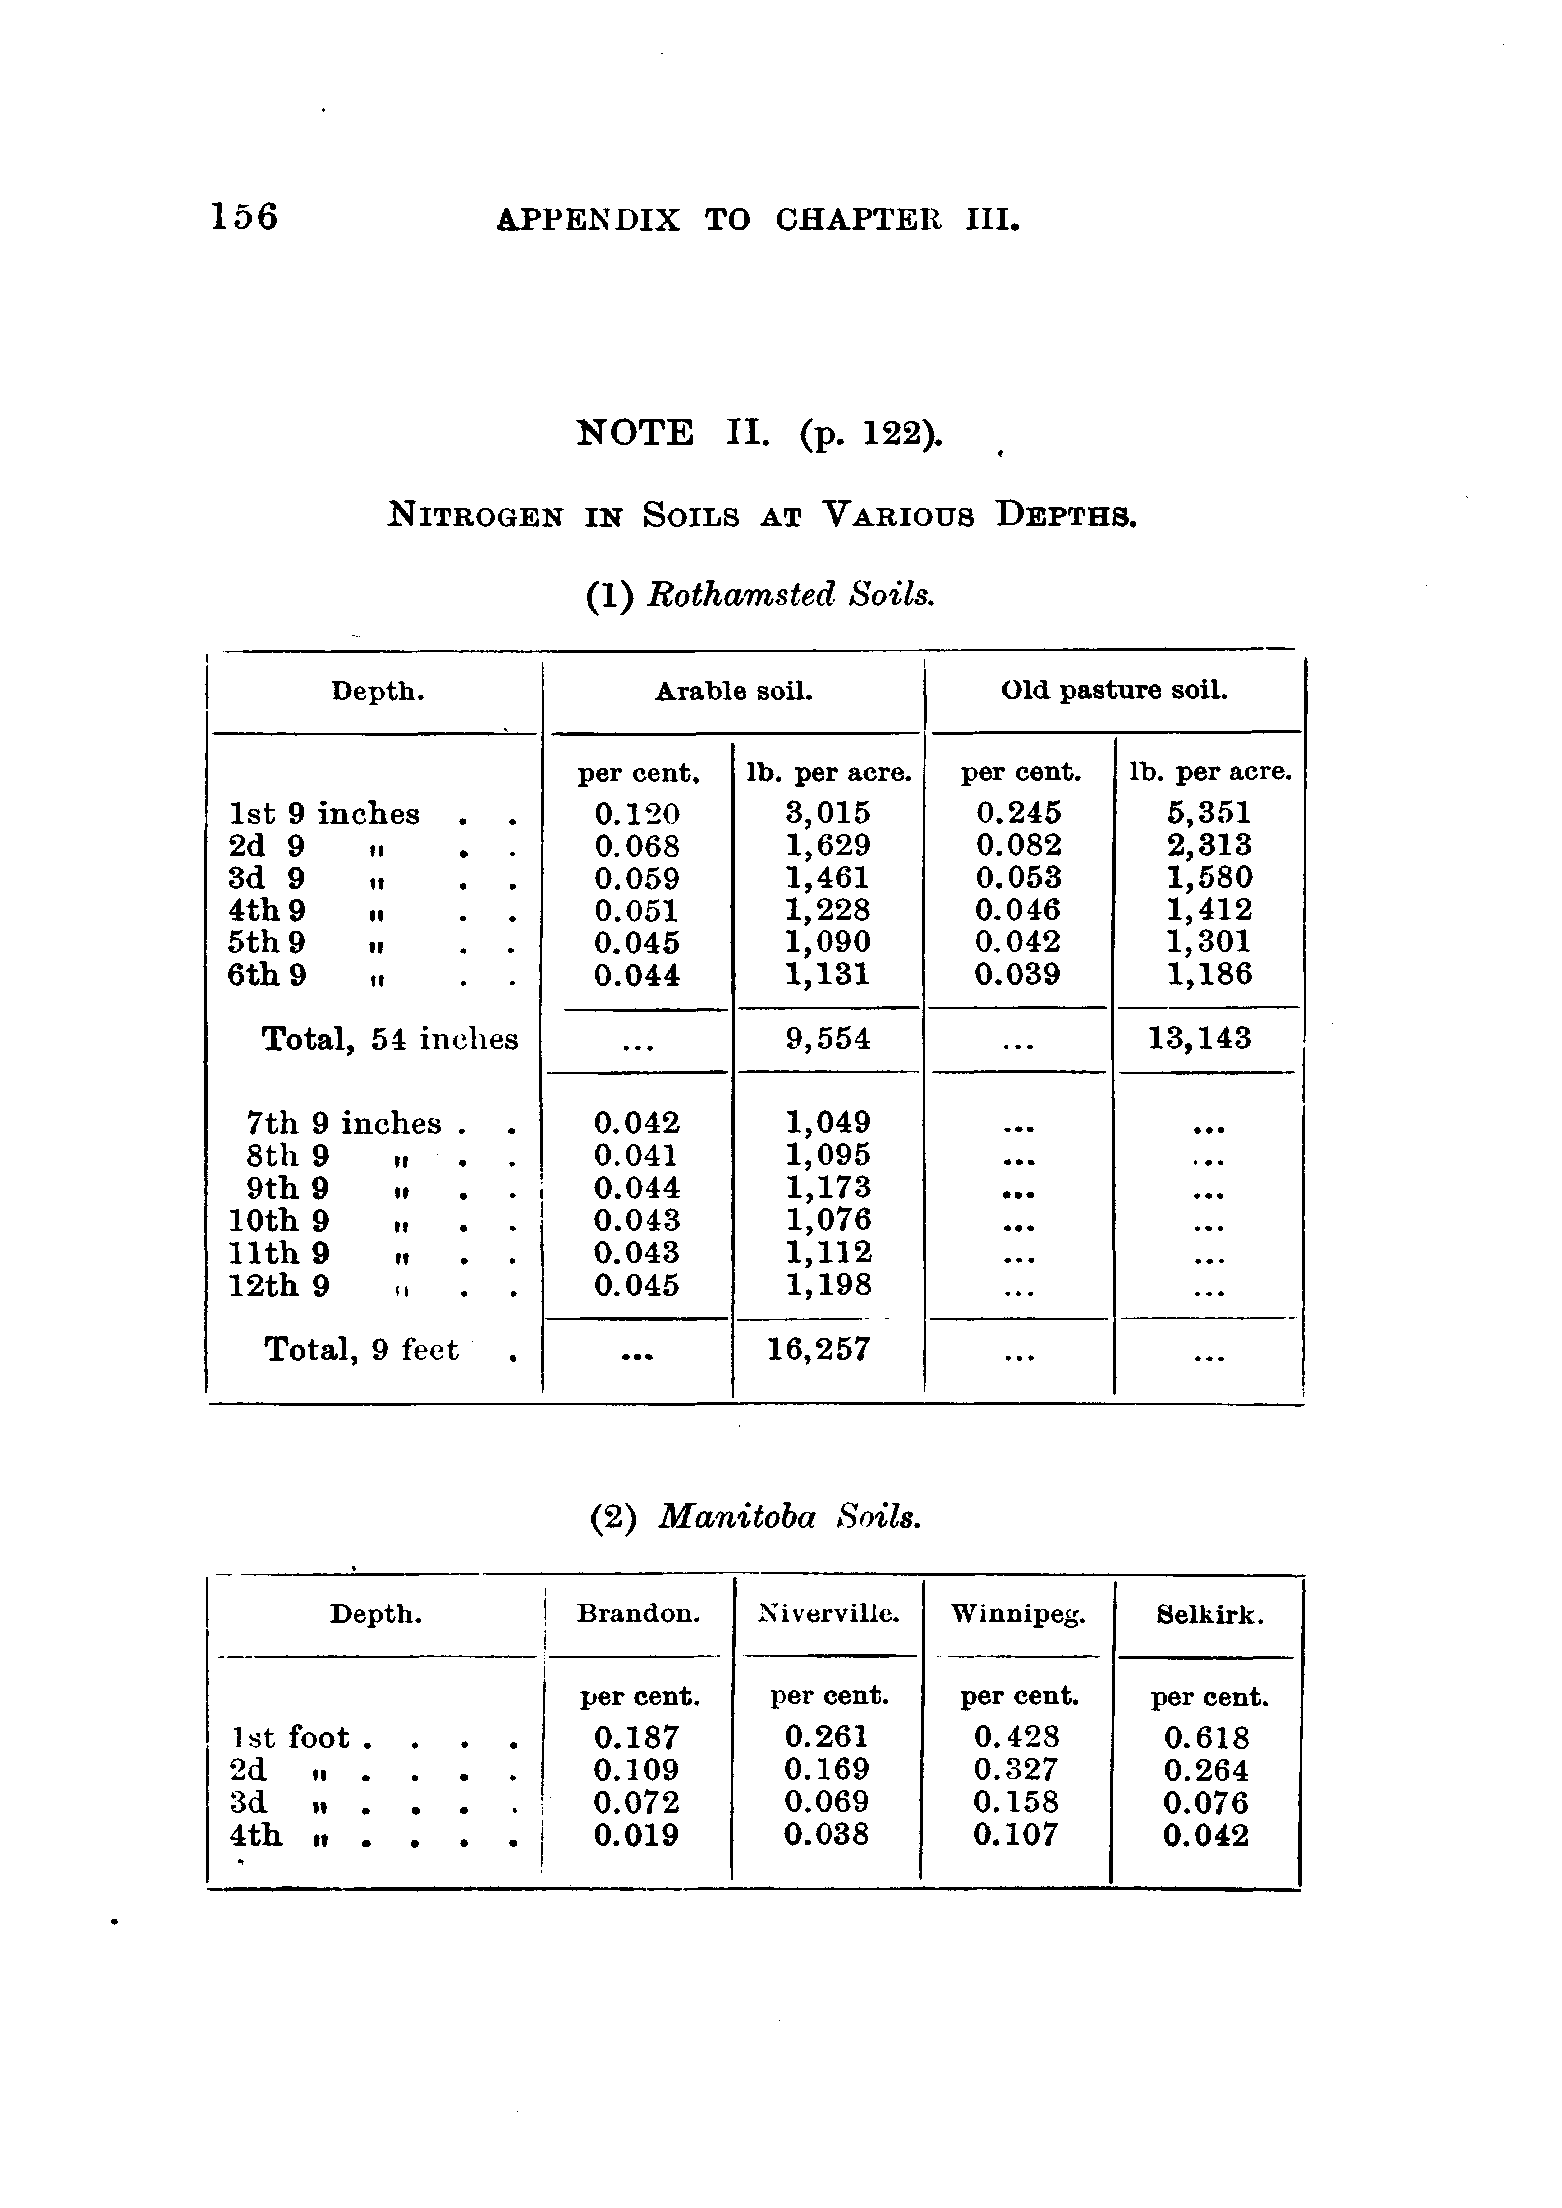 156 APPENDIX TO CHAPTER III.
NOTE II. (p. 122).
NITROGEN IN SOILS AT VARIOUS DEPTHS.
(1) Rothamsted Soils.
Depth. Arable soil. Old pasture soil.
per cent. lb. per acre. per cent. lb. per acre.
1st 9 inches . . 0.120 3,015 0.245 5,351
2d 9 " . . 0.068 1,629 0.082 2,313
3d 9 " . . 0.059 1,461 0.053 1,580
4th 9 " . . 0.051 1,228 0.046 1,412
5th 9 " . . 0.045 1,090 0.042 1,301
6th 9 " . . 0.044 1,131 0.039 1,186
Total, 54 inches ... 9,554 ... 13,143
7th 9 inches . . 0.042 1,049 ... ...
8th 9 " . . 0.041 1,095 ... ...
9th 9 " . . 0.044 1,173 ... ...
10th 9 " . . 0.043 1,076 ... ...
11th 9 " . . 0.043 1,112 ... ...
12th 9 " . . 0.045 1,198 ... ...
Total, 9 feet . ... 16,257 ... ...
(2) Manitoba Soils.
Depth. Brandon. Niverville. Winnipeg. Selkirk.
per cent. per cent. per cent. per cent.
1st foot . . . . 0.187 0.261 0.428 0.618
2d " . . . . 0.109 0.169 0.327 0.264
3d " . . . . 0.072 0.069 0.158 0.076
4th " . . . . 0.019 0.038 0.107 0.042